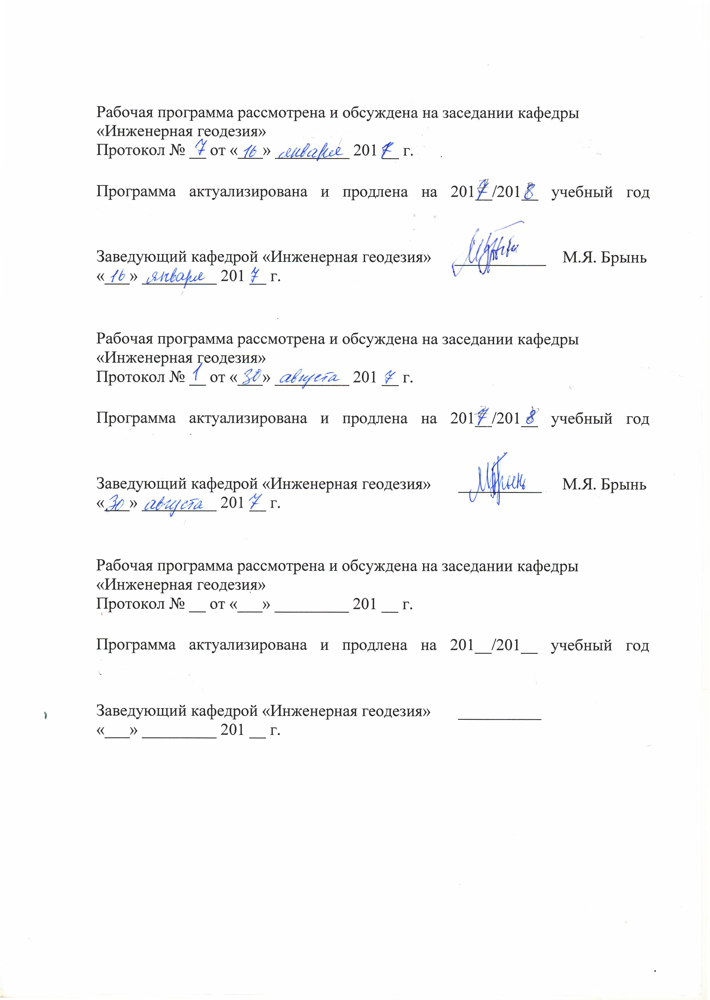 Рабочая программа рассмотрена и обсуждена на заседании кафедры
«Инженерная геодезия»
Протокол № 7 от «16» января 2017 г.
Программа актуализирована и продлена на 2017/2018 учебный год
Заведующий кафедрой «Инженерная геодезия» М.Я. Брынь
«16» января 2017 г.
Рабочая программа рассмотрена и обсуждена на заседании кафедры
«Инженерная геодезия»
Протокол № 1 от «30» августа 2017 г.
Программа актуализирована и продлена на 2017/2018 учебный год
Заведующий кафедрой «Инженерная геодезия» МБрынь М.Я. Брынь
«30» августа 2017 г.
Рабочая программа рассмотрена и обсуждена на заседании кафедры
«Инженерная геодезия»
Протокол № __ от «___» _________ 201 __ г.
Программа актуализирована и продлена на 201__/201__ учебный год
Заведующий кафедрой «Инженерная геодезия» __________
«___» _________ 201 __ г.